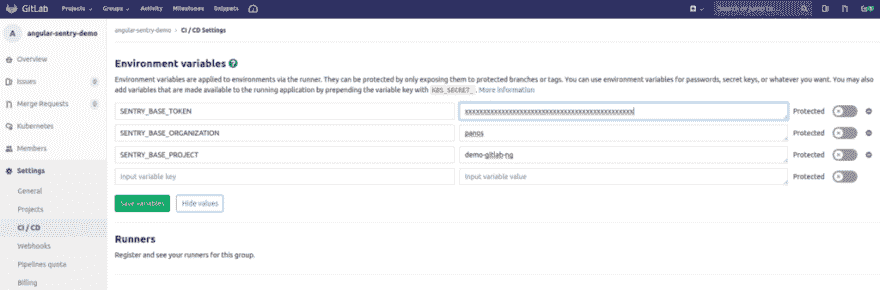 GitLab
Projects
Groups
Activity
Milestones
Snippets
Search or jump to...
A
angular-sentry-demo
Overview
Issues
0
Merge Requests
0
Kubernetes
Members
Settings
General
Projects
CI / CD
Webhooks
Pipelines quota
Billing
angular-sentry-demo > CI / CD Settings
Environment variables
Environment variables are applied to environments via the runner. They can be protected by only exposing them to protected branches or tags. You can use environment variables for passwords, secret keys, or whatever you want. You may also
add variables that are made available to the running application by prepending the variable key with K8S_SECRET_. More information
SENTRY_BASE_TOKEN
Protected
SENTRY_BASE_ORGANIZATION
panos
Protected
SENTRY_BASE_PROJECT
demo-gitlab-ng
Protected
Input variable key
Input variable value
Protected
Save variables
Hide values
Runners
Register and see your runners for this group.